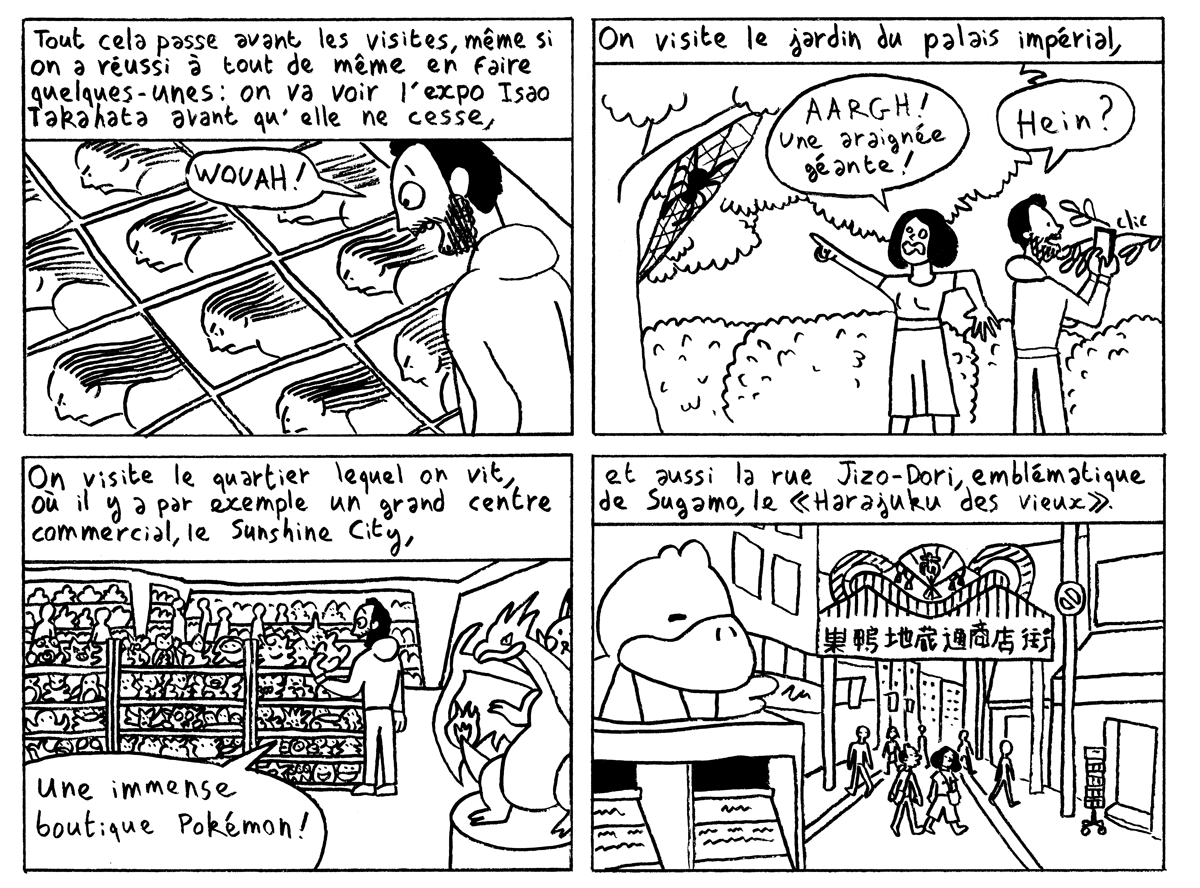 Tout cela passe avant les visites, même si
on a réussi à tout de même en faire
quelques-unes : on va voir l'expo Isao
Takahata avant qu'elle ne cesse,
WOUAH!
On visite le jardin du palais impérial,
AARGH!
une araignée
géante!
Hein?
clic
On visite le quartier lequel on vit,
où il y a par exemple un grand centre
commercial, le Sunshine City,
Une immense
boutique Pokémon!
et aussi la rue Jizo-Dori, emblématique
de Sugamo, le «Harajuku des vieux».
巣鴨地蔵通商店街